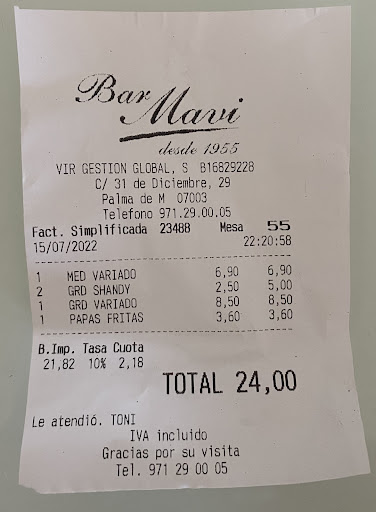 Bar Mavi
desde 1955
VIR GESTION GLOBAL, S B16829228
C/ 31 de Diciembre, 29
Palma de M 07003
Telefono 971.29.00.05
Fact. Simplificada 23488 Mesa 55
15/07/2022 22:20:58
1 MED VARIADO 6,90 6,90
2 GRD SHANDY 2,50 5,00
1 GRD VARIADO 8,50 8,50
1 PAPAS FRITAS 3,60 3,60
B.Imp. Tasa Cuota
21,82 10% 2,18
TOTAL 24,00
Le atendió. TONI
IVA incluido
Gracias por su visita
Tel. 971 29 00 05